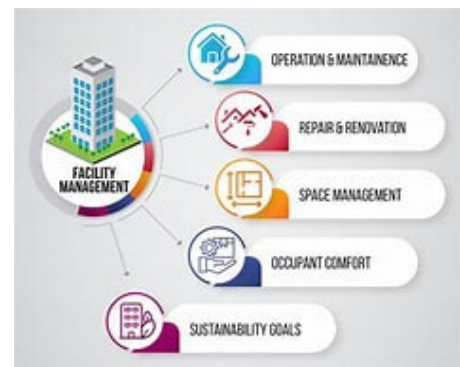 OPERATION & MAINTAINENCE
REPAIR & RENOVATION
FACILITY
MANAGEMENT
SPACE MANAGEMENT
OCCUPANT COMFORT
SUSTAINABILITY GOALS